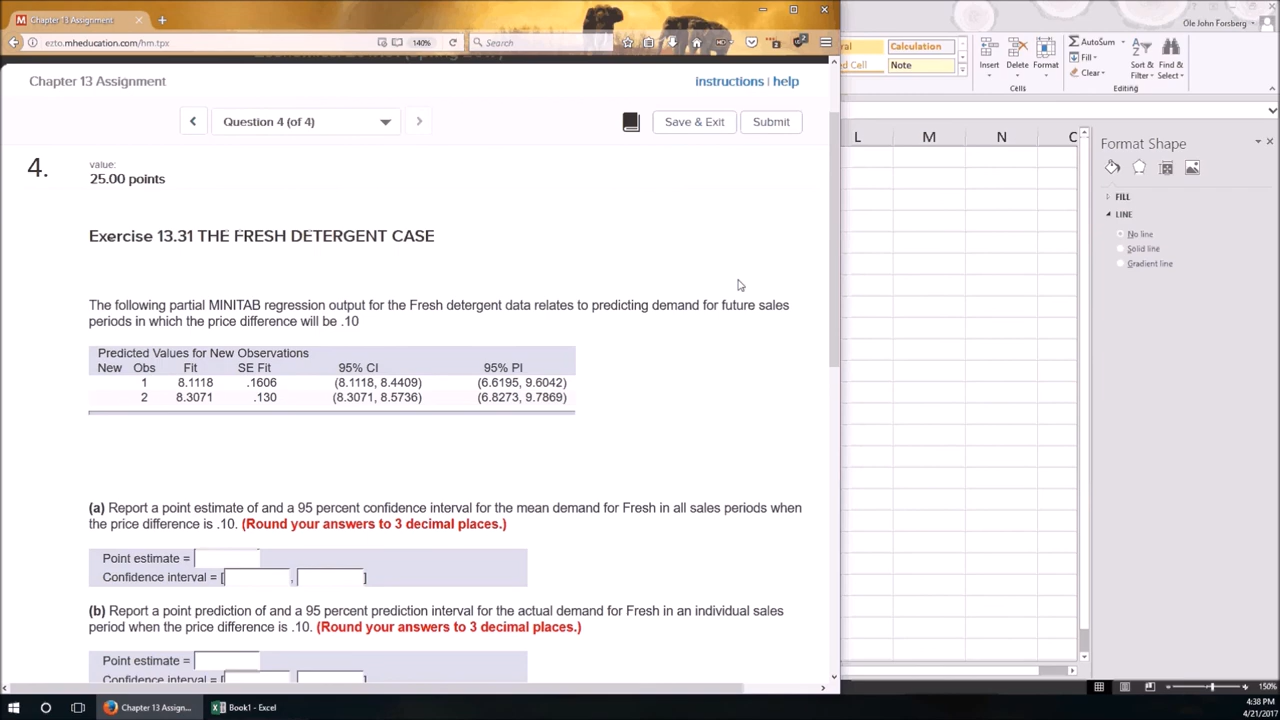 Chapter 13 Assignment
ezto.mheducation.com/hm.tpx
140%
Search
Chapter 13 Assignment
instructions | help
Question 4 (of 4)
Save & Exit
Submit
4.
value:
25.00 points
Exercise 13.31 THE FRESH DETERGENT CASE
The following partial MINITAB regression output for the Fresh detergent data relates to predicting demand for future sales
periods in which the price difference will be .10
Predicted Values for New Observations
New Obs Fit SE Fit 95% CI 95% PI
1 8.1118 .1606 (8.1118, 8.4409) (6.6195, 9.6042)
2 8.3071 .130 (8.3071, 8.5736) (6.8273, 9.7869)
(a) Report a point estimate of and a 95 percent confidence interval for the mean demand for Fresh in all sales periods when
the price difference is .10. (Round your answers to 3 decimal places.)
Point estimate =
Confidence interval = [ , ]
(b) Report a point prediction of and a 95 percent prediction interval for the actual demand for Fresh in an individual sales
period when the price difference is .10. (Round your answers to 3 decimal places.)
Point estimate =
Ole John Forsberg
Calculation
Note
Insert Delete Format
Cells
AutoSum
Fill
Clear
Sort & Filter
Find & Select
Editing
L M N
Format Shape
FILL
LINE
No line
Solid line
Gradient line
150%
Chapter 13 Assign...
Book1 - Excel
4:38 PM
4/21/2017